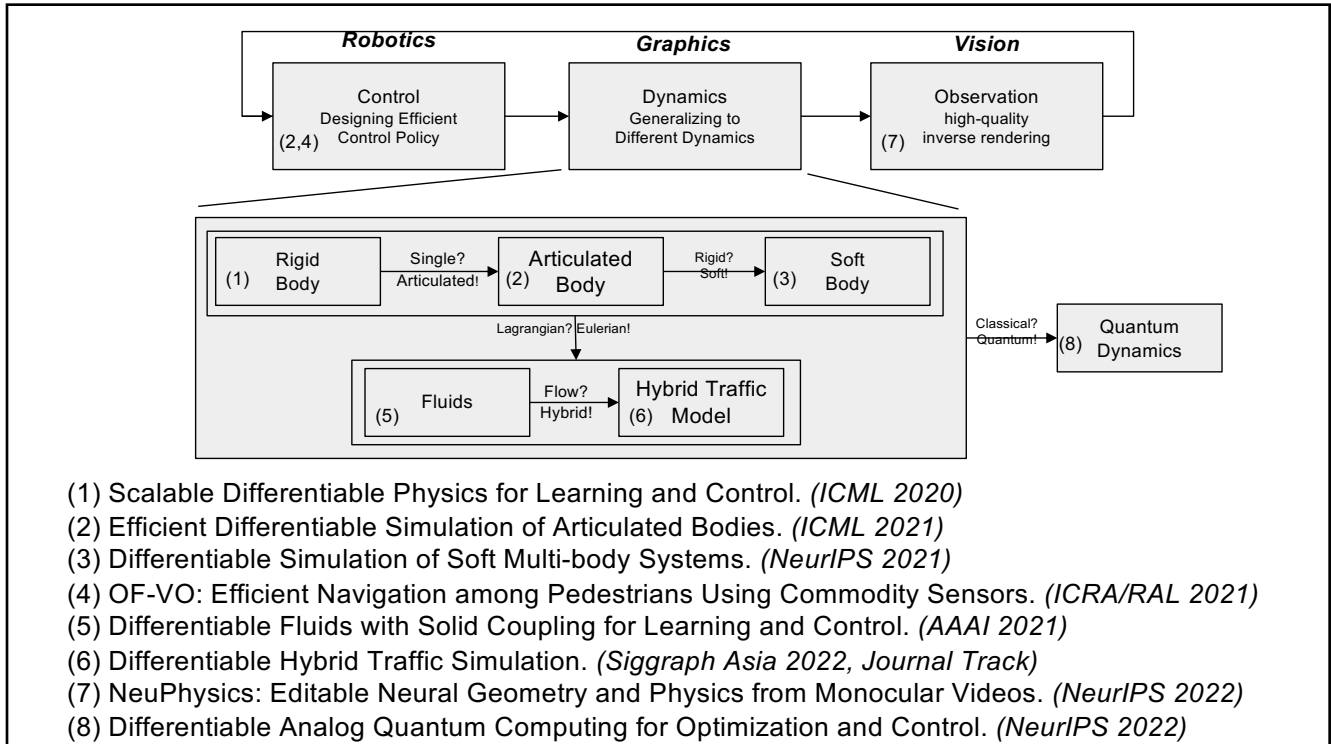 Robotics
Graphics
Vision
Control
Designing Efficient
Control Policy
(2,4)
Dynamics
Generalizing to
Different Dynamics
Observation
high-quality
inverse rendering
(7)
Rigid
Body
(1)
Single?
Articulated!
Articulated
Body
(2)
Rigid?
Soft!
Soft
Body
(3)
Lagrangian? Eulerian!
Fluids
(5)
Flow?
Hybrid!
Hybrid Traffic
Model
(6)
Classical?
Quantum!
Quantum
Dynamics
(8)
(1) Scalable Differentiable Physics for Learning and Control. (ICML 2020)
(2) Efficient Differentiable Simulation of Articulated Bodies. (ICML 2021)
(3) Differentiable Simulation of Soft Multi-body Systems. (NeurIPS 2021)
(4) OF-VO: Efficient Navigation among Pedestrians Using Commodity Sensors. (ICRA/RAL 2021)
(5) Differentiable Fluids with Solid Coupling for Learning and Control. (AAAI 2021)
(6) Differentiable Hybrid Traffic Simulation. (Siggraph Asia 2022, Journal Track)
(7) NeuPhysics: Editable Neural Geometry and Physics from Monocular Videos. (NeurIPS 2022)
(8) Differentiable Analog Quantum Computing for Optimization and Control. (NeurIPS 2022)